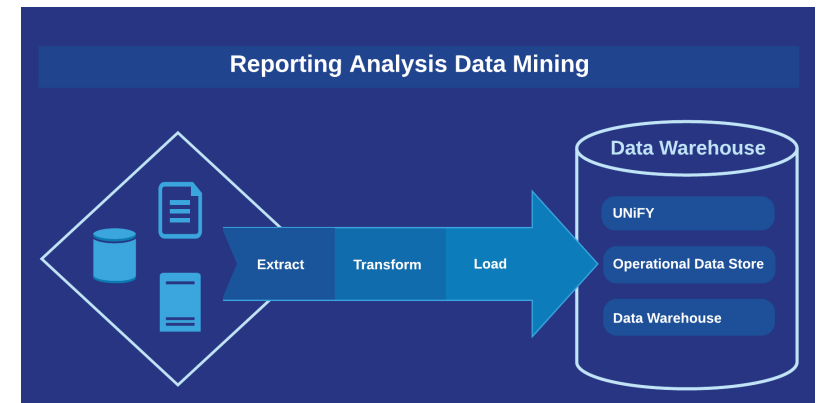 Reporting Analysis Data Mining
Data Warehouse
UNiFY
Extract Transform Load
Operational Data Store
Data Warehouse